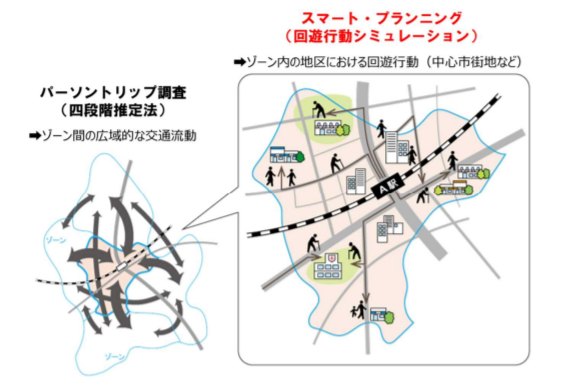 スマート・プランニング
（回遊行動シミュレーション）
➡ゾーン内の地区における回遊行動（中心市街地など）
パーソントリップ調査
（四段階推定法）
➡ゾーン間の広域的な交通流動
ゾーン
A駅
ゾーン